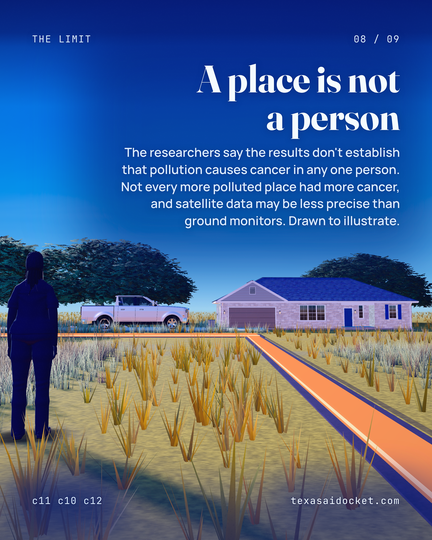 THE LIMIT
08 / 09
A place is not
a person
The researchers say the results don't establish
that pollution causes cancer in any one person.
Not every more polluted place had more cancer,
and satellite data may be less precise than
ground monitors. Drawn to illustrate.
c11 c10 c12
texasaidocket.com